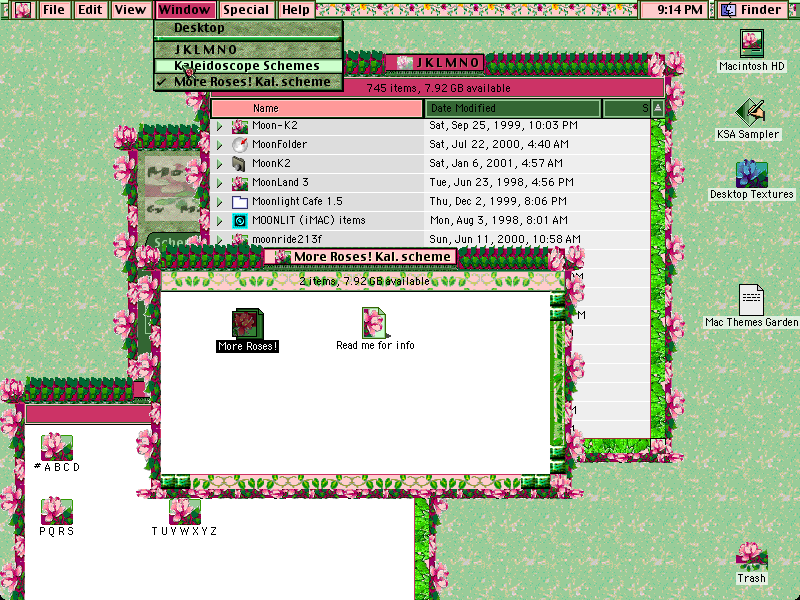 File Edit View Window Special Help 9:14 PM Finder
Desktop
J K L M N O
Kaleidoscope Schemes
✓ More Roses! Kal. scheme
J K L M N O
745 items, 7.92 GB available
Name Date Modified S
Moon-K2 Sat, Sep 25, 1999, 10:03 PM
MoonFolder Sat, Jul 22, 2000, 4:40 AM
MoonK2 Sat, Jan 6, 2001, 4:57 AM
MoonLand 3 Tue, Jun 23, 1998, 4:56 PM
Moonlight Cafe 1.5 Thu, Dec 2, 1999, 8:06 PM
MOONLIT (iMAC) items Mon, Aug 3, 1998, 8:01 AM
moonride213f Sun, Jun 11, 2000, 10:58 AM
More Roses! Kal. scheme
2 items, 7.92 GB available
More Roses!
Read me for info
# A B C D
P Q R S
T U V W X Y Z
Macintosh HD
KSA Sampler
Desktop Textures
Mac Themes Garden
Trash